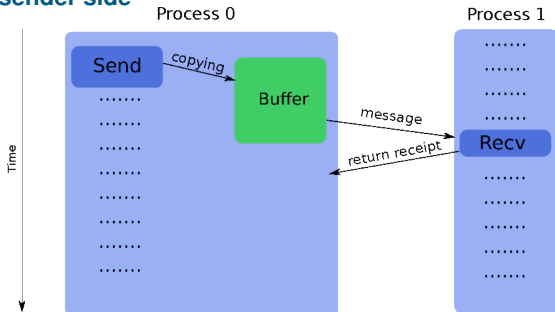 sender side
Process 0
Process 1
Send
copying
Buffer
message
Recv
return receipt
Time